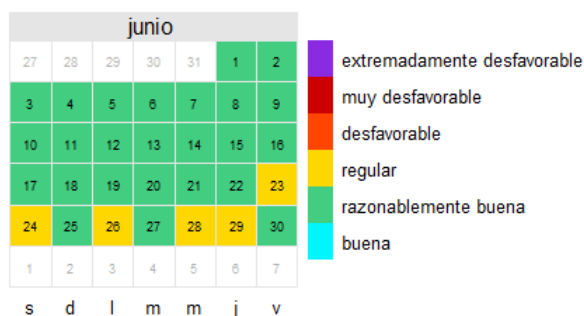 junio
27 28 29 30 31 1 2
3 4 5 6 7 8 9
10 11 12 13 14 15 16
17 18 19 20 21 22 23
24 25 26 27 28 29 30
1 2 3 4 5 6 7
s d l m m j v
extremadamente desfavorable
muy desfavorable
desfavorable
regular
razonablemente buena
buena